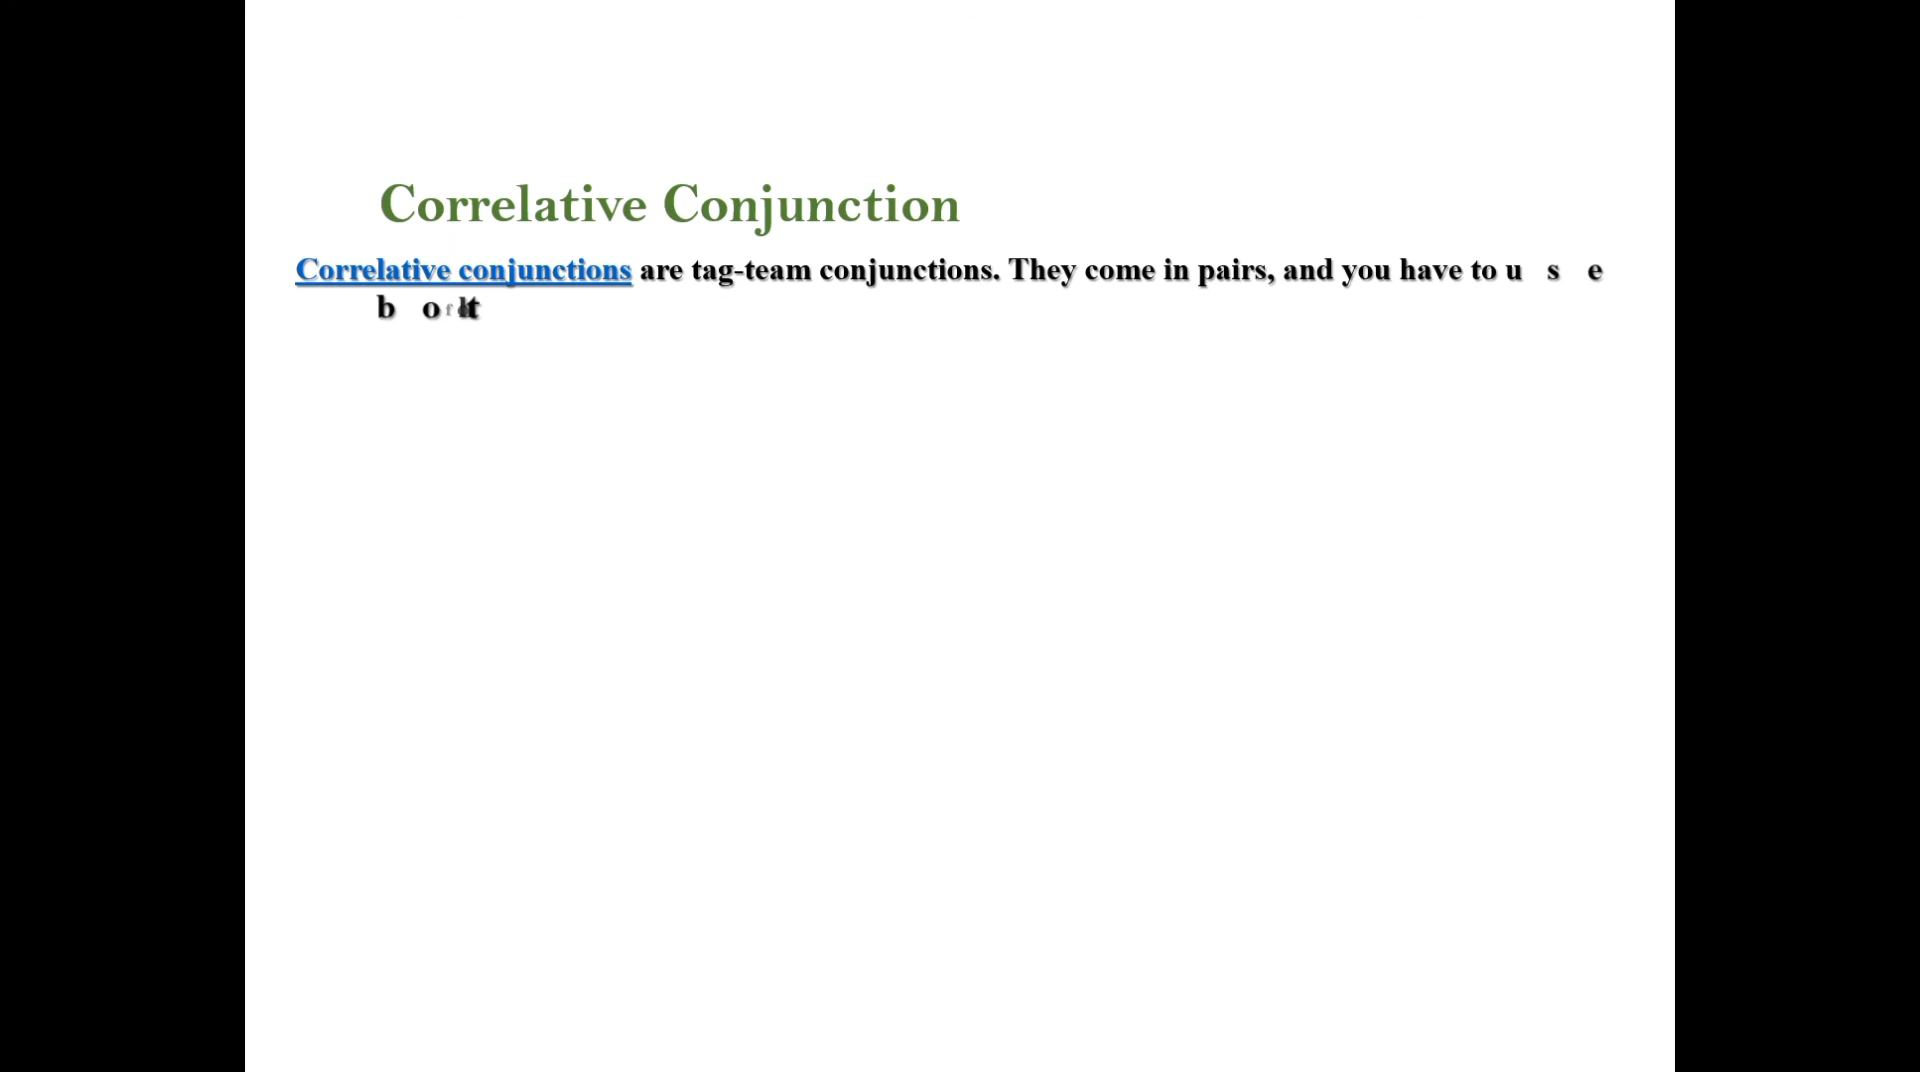 Correlative Conjunction
Correlative conjunctions are tag-team conjunctions. They come in pairs, and you have to u s e
b o